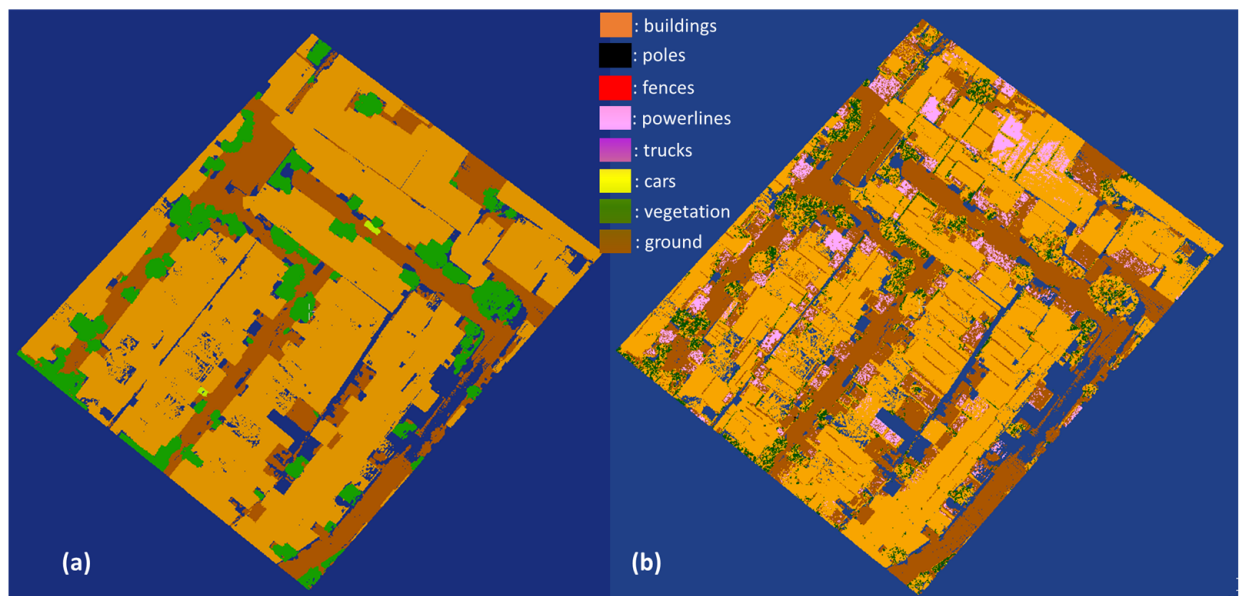 : buildings
: poles
: fences
: powerlines
: trucks
: cars
: vegetation
: ground
(a)
(b)